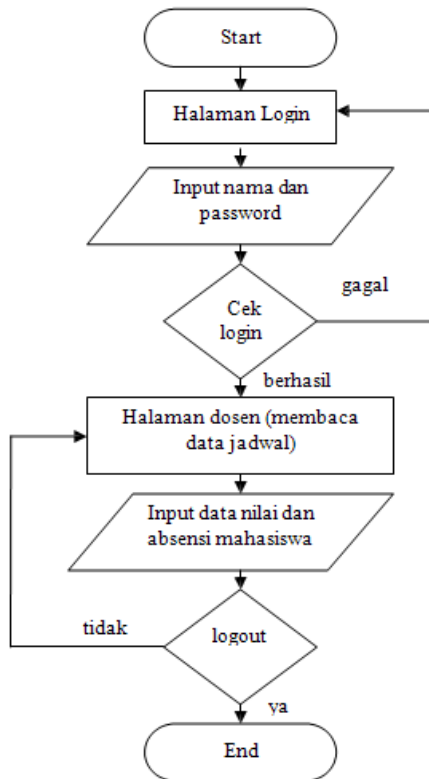 Start
Halaman Login
Input nama dan
password
Cek
login
gagal
berhasil
Halaman dosen (membaca
data jadwal)
Input data nilai dan
absensi mahasiswa
tidak
logout
ya
End